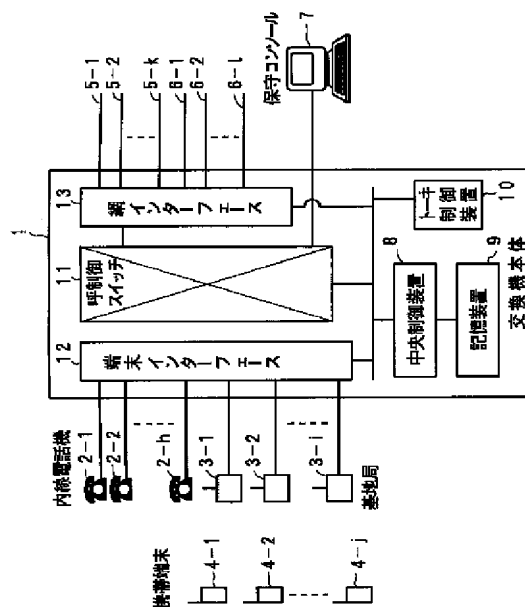 内線電話機
2-1
2-2
2-h
3-1
3-2
3-i
基地局
携帯端末
4-1
4-2
4-j
1
12
端末インターフェース
11
呼制御
スイッチ
13
網インターフェース
5-1
5-2
5-k
6-1
6-2
6-l
保守コンソール
7
8
中央制御装置
9
記憶装置
トーキ
制御装置
10
交換機本体